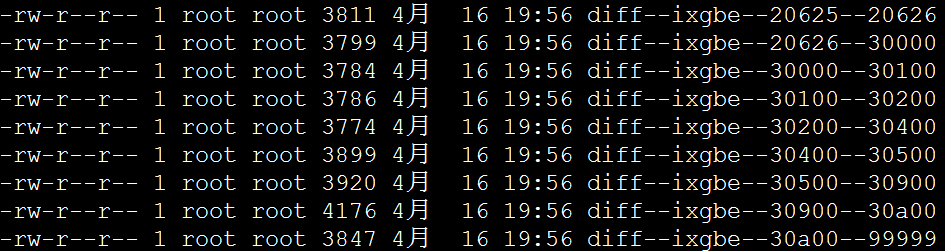 -rw-r--r-- 1 root root 3811 4月  16 19:56 diff--ixgbe--20625--20626
-rw-r--r-- 1 root root 3799 4月  16 19:56 diff--ixgbe--20626--30000
-rw-r--r-- 1 root root 3784 4月  16 19:56 diff--ixgbe--30000--30100
-rw-r--r-- 1 root root 3786 4月  16 19:56 diff--ixgbe--30100--30200
-rw-r--r-- 1 root root 3774 4月  16 19:56 diff--ixgbe--30200--30400
-rw-r--r-- 1 root root 3899 4月  16 19:56 diff--ixgbe--30400--30500
-rw-r--r-- 1 root root 3920 4月  16 19:56 diff--ixgbe--30500--30900
-rw-r--r-- 1 root root 4176 4月  16 19:56 diff--ixgbe--30900--30a00
-rw-r--r-- 1 root root 3847 4月  16 19:56 diff--ixgbe--30a00--99999